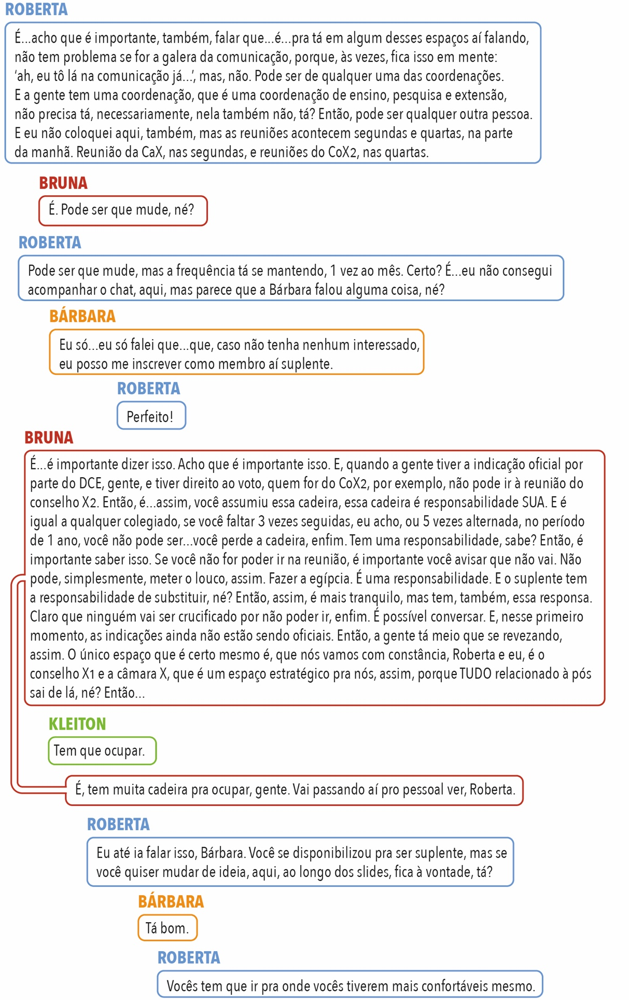 ROBERTA
É...acho que é importante, também, falar que...é...pra tá em algum desses espaços aí falando,
não tem problema se for a galera da comunicação, porque, às vezes, fica isso em mente:
‘ah, eu tô lá na comunicação já...’, mas, não. Pode ser de qualquer uma das coordenações.
E a gente tem uma coordenação, que é uma coordenação de ensino, pesquisa e extensão,
não precisa tá, necessariamente, nela também não, tá? Então, pode ser qualquer outra pessoa.
E eu não coloquei aqui, também, mas as reuniões acontecem segundas e quartas, na parte
da manhã. Reunião da CaX, nas segundas, e reuniões do CoX2, nas quartas.
BRUNA
É. Pode ser que mude, né?
ROBERTA
Pode ser que mude, mas a frequência tá se mantendo, 1 vez ao mês. Certo? É...eu não consegui
acompanhar o chat, aqui, mas parece que a Bárbara falou alguma coisa, né?
BÁRBARA
Eu só...eu só falei que...que, caso não tenha nenhum interessado,
eu posso me inscrever como membro aí suplente.
ROBERTA
Perfeito!
BRUNA
É...é importante dizer isso. Acho que é importante isso. E, quando a gente tiver a indicação oficial por
parte do DCE, gente, e tiver direito ao voto, quem for do CoX2, por exemplo, não pode ir à reunião do
conselho X2. Então, é...assim, você assumiu essa cadeira, essa cadeira é responsabilidade SUA. E é
igual a qualquer colegiado, se você faltar 3 vezes seguidas, eu acho, ou 5 vezes alternada, no período
de 1 ano, você não pode ser...você perde a cadeira, enfim. Tem uma responsabilidade, sabe? Então, é
importante saber isso. Se você não for poder ir na reunião, é importante você avisar que não vai. Não
pode, simplesmente, meter o louco, assim. Fazer a egípcia. É uma responsabilidade. E o suplente tem
a responsabilidade de substituir, né? Então, assim, é mais tranquilo, mas tem, também, essa responsa.
Claro que ninguém vai ser crucificado por não poder ir, enfim. É possível conversar. E, nesse primeiro
momento, as indicações ainda não estão sendo oficiais. Então, a gente tá meio que se revezando,
assim. O único espaço que é certo mesmo é, que nós vamos com constância, Roberta e eu, é o
conselho X1 e a câmara X, que é um espaço estratégico pra nós, assim, porque TUDO relacionado à pós
sai de lá, né? Então...
KLEITON
Tem que ocupar.
É, tem muita cadeira pra ocupar, gente. Vai passando aí pro pessoal ver, Roberta.
ROBERTA
Eu até ia falar isso, Bárbara. Você se disponibilizou pra ser suplente, mas se
você quiser mudar de ideia, aqui, ao longo dos slides, fica à vontade, tá?
BÁRBARA
Tá bom.
ROBERTA
Vocês tem que ir pra onde vocês tiverem mais confortáveis mesmo.